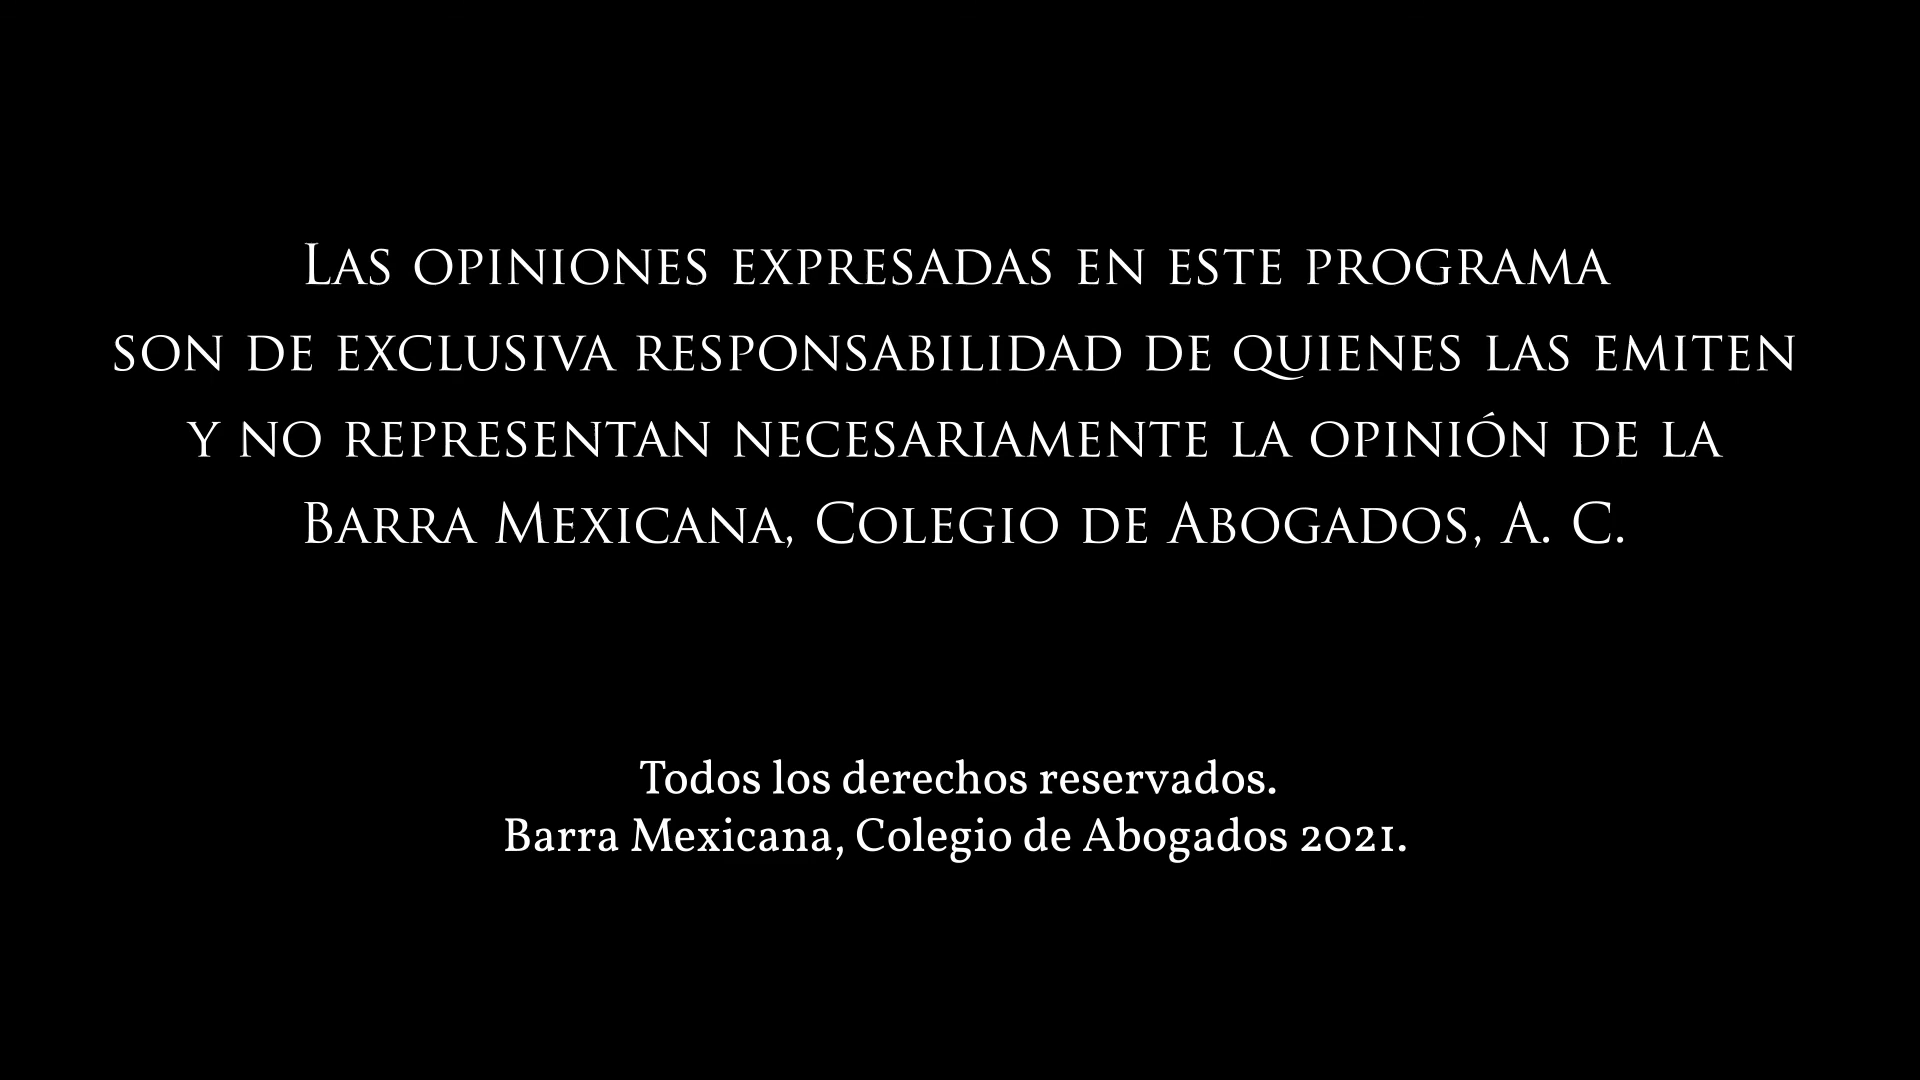 Las opiniones expresadas en este programa
son de exclusiva responsabilidad de quienes las emiten
y no representan necesariamente la opinión de la
Barra Mexicana, Colegio de Abogados, A. C.
Todos los derechos reservados.
Barra Mexicana, Colegio de Abogados 2021.